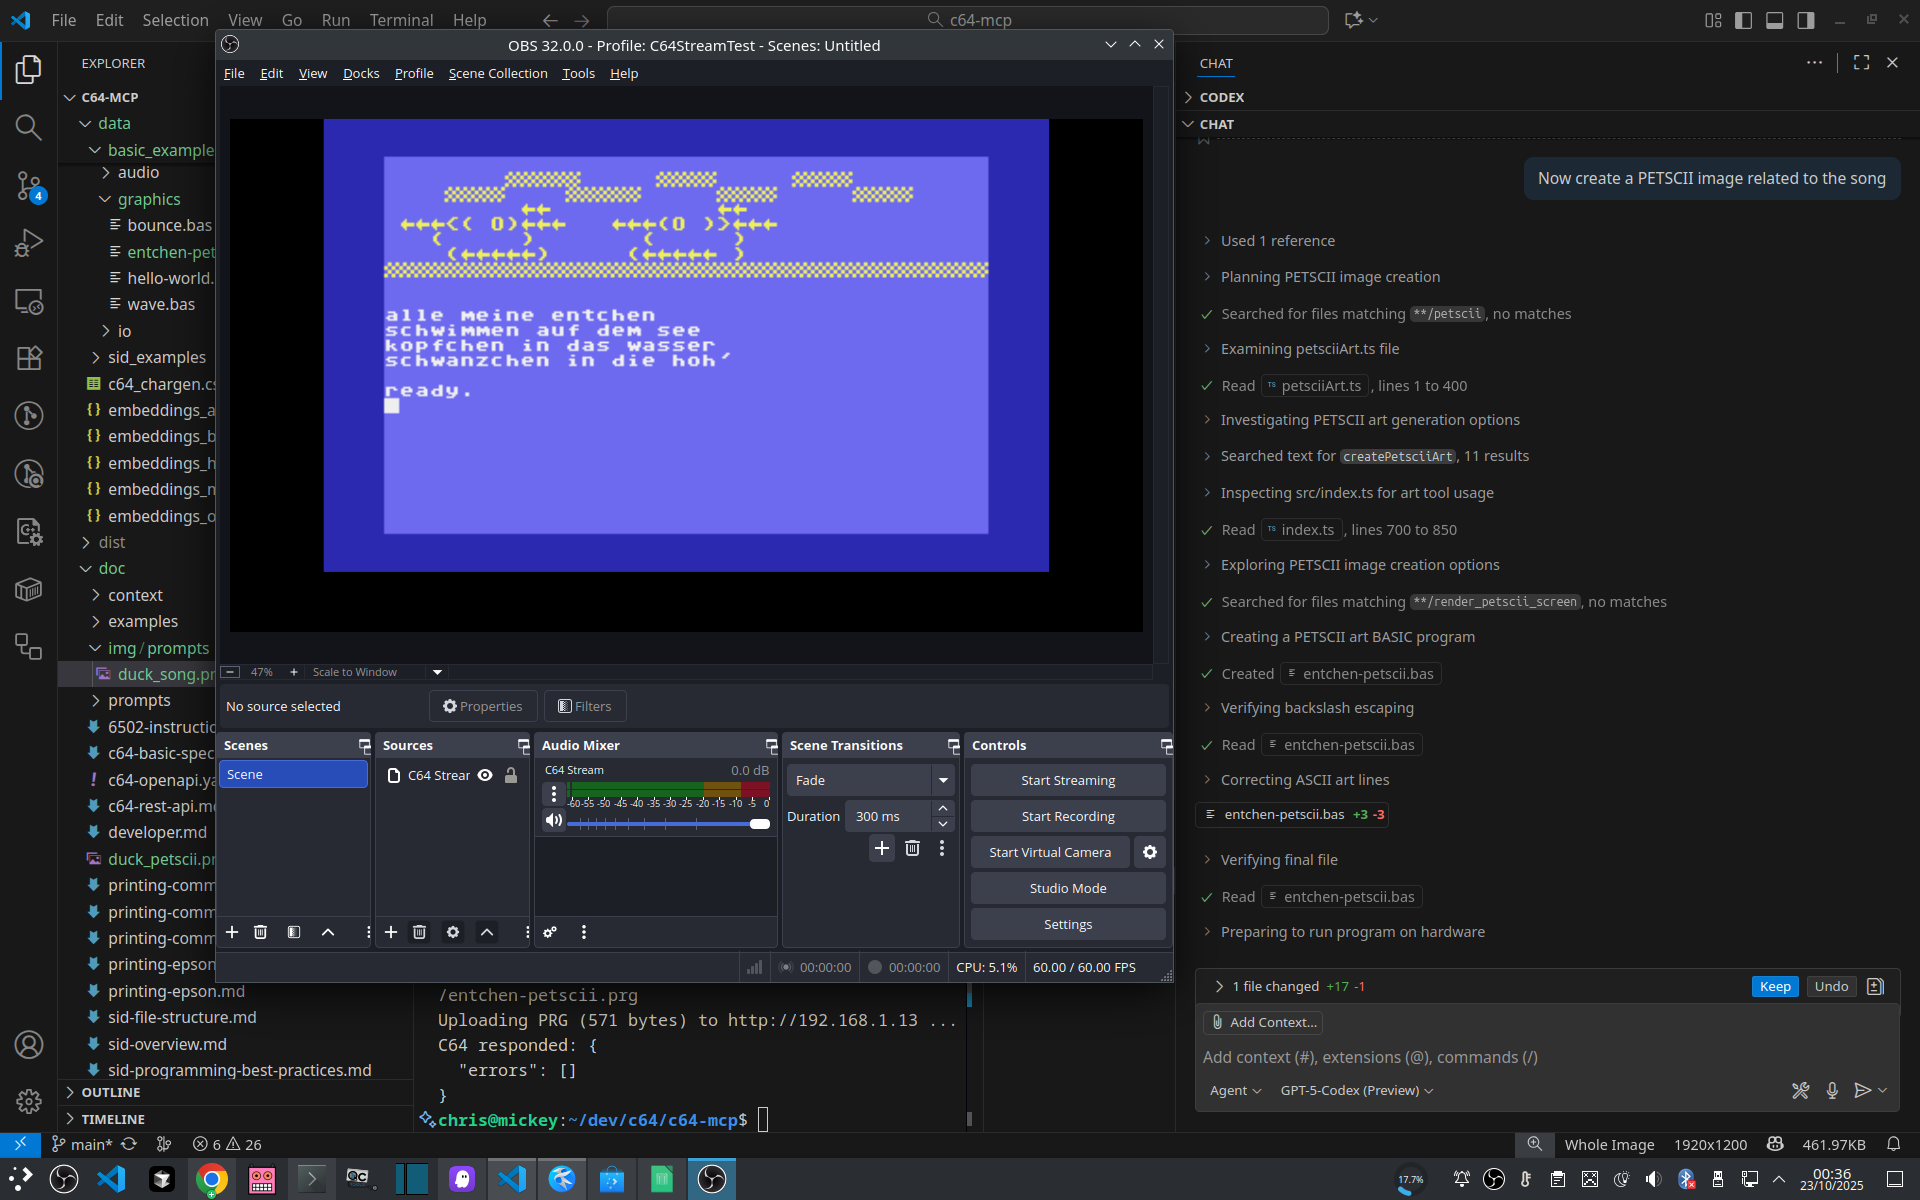 File Edit Selection View Go Run Terminal Help
c64-mcp
EXPLORER
C64-MCP
data
basic_example
audio
graphics
bounce.bas
entchen-pet
hello-world.
wave.bas
io
sid_examples
c64_chargen.cs
embeddings_a
embeddings_b
embeddings_h
embeddings_m
embeddings_o
dist
doc
context
examples
img/prompts
duck_song.pr
prompts
6502-instructio
c64-basic-spec
c64-openapi.ya
c64-rest-api.md
developer.md
duck_petscii.pr
printing-comm
printing-comm
printing-comm
printing-epson
printing-epson.md
sid-file-structure.md
sid-overview.md
sid-programming-best-practices.md
OUTLINE
TIMELINE
4
OBS 32.0.0 - Profile: C64StreamTest - Scenes: Untitled
File Edit View Docks Profile Scene Collection Tools Help
←←
←←
←←←<( O)←←←
←←←(O )>←←←
( )
( )
(←←←←←)
(←←←←← )
alle meine entchen
schwimmen auf dem see
kopfchen in das wasser
schwanzchen in die hoh'
ready.
47%
Scale to Window
No source selected
Properties
Filters
Scenes
Scene
Sources
C64 Strear
Audio Mixer
C64 Stream
0.0 dB
-60 -55 -50 -45 -40 -35 -30 -25 -20 -15 -10 -5 0
Scene Transitions
Fade
Duration
300 ms
Controls
Start Streaming
Start Recording
Start Virtual Camera
Studio Mode
Settings
00:00:00
00:00:00
CPU: 5.1%
60.00 / 60.00 FPS
/entchen-petscii.prg
Uploading PRG (571 bytes) to http://192.168.1.13 ...
C64 responded: {
"errors": []
}
chris@mickey:~/dev/c64/c64-mcp$
CHAT
CODEX
CHAT
Now create a PETSCII image related to the song
Used 1 reference
Planning PETSCII image creation
Searched for files matching **/petscii, no matches
Examining petsciiArt.ts file
Read TS petsciiArt.ts, lines 1 to 400
Investigating PETSCII art generation options
Searched text for createPetsciiArt, 11 results
Inspecting src/index.ts for art tool usage
Read TS index.ts, lines 700 to 850
Exploring PETSCII image creation options
Searched for files matching **/render_petscii_screen, no matches
Creating a PETSCII art BASIC program
Created entchen-petscii.bas
Verifying backslash escaping
Read entchen-petscii.bas
Correcting ASCII art lines
entchen-petscii.bas +3 -3
Verifying final file
Read entchen-petscii.bas
Preparing to run program on hardware
1 file changed +17 -1
Keep
Undo
Add Context...
Add context (#), extensions (@), commands (/)
Agent
GPT-5-Codex (Preview)
main*
6
26
Whole Image
1920x1200
461.97KB
17.7%
00:36
23/10/2025